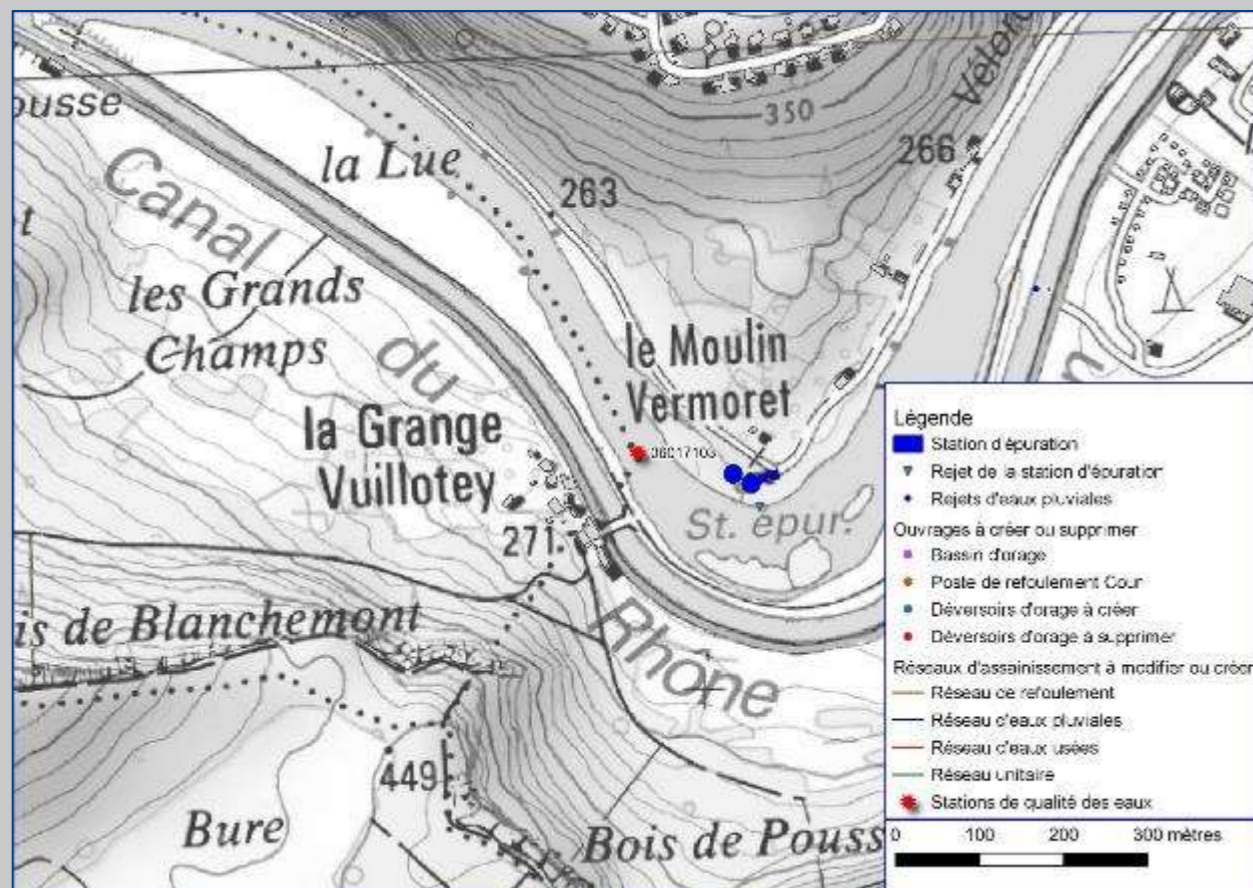 ousse
Canal
la Lue
350
266
263
les Grands
Champs
du
le Moulin
Vermoret
la Grange
Vuillotey
06017103
St. épur.
271
is de Blanchemont
Rhône
449
Bure
Bois de Pouss
Légende
Station d'épuration
Rejet de la station d'épuration
Rejets d'eaux pluviales
Ouvrages à créer ou supprimer
Bassin d'orage
Poste de refoulement Cour
Déversoirs d'orage à créer
Déversoirs d'orage à supprimer
Réseaux d'assainissement à modifier ou créer
Réseau de refoulement
Réseau d'eaux pluviales
Réseau d'eaux usées
Réseau unitaire
Stations de qualité des eaux
0 100 200 300 mètres